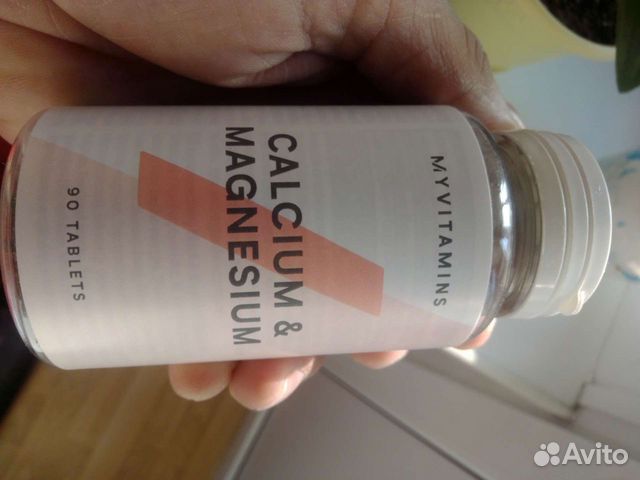 MYVITAMINS
CALCIUM &
MAGNESIUM
90 TABLETS
Avito